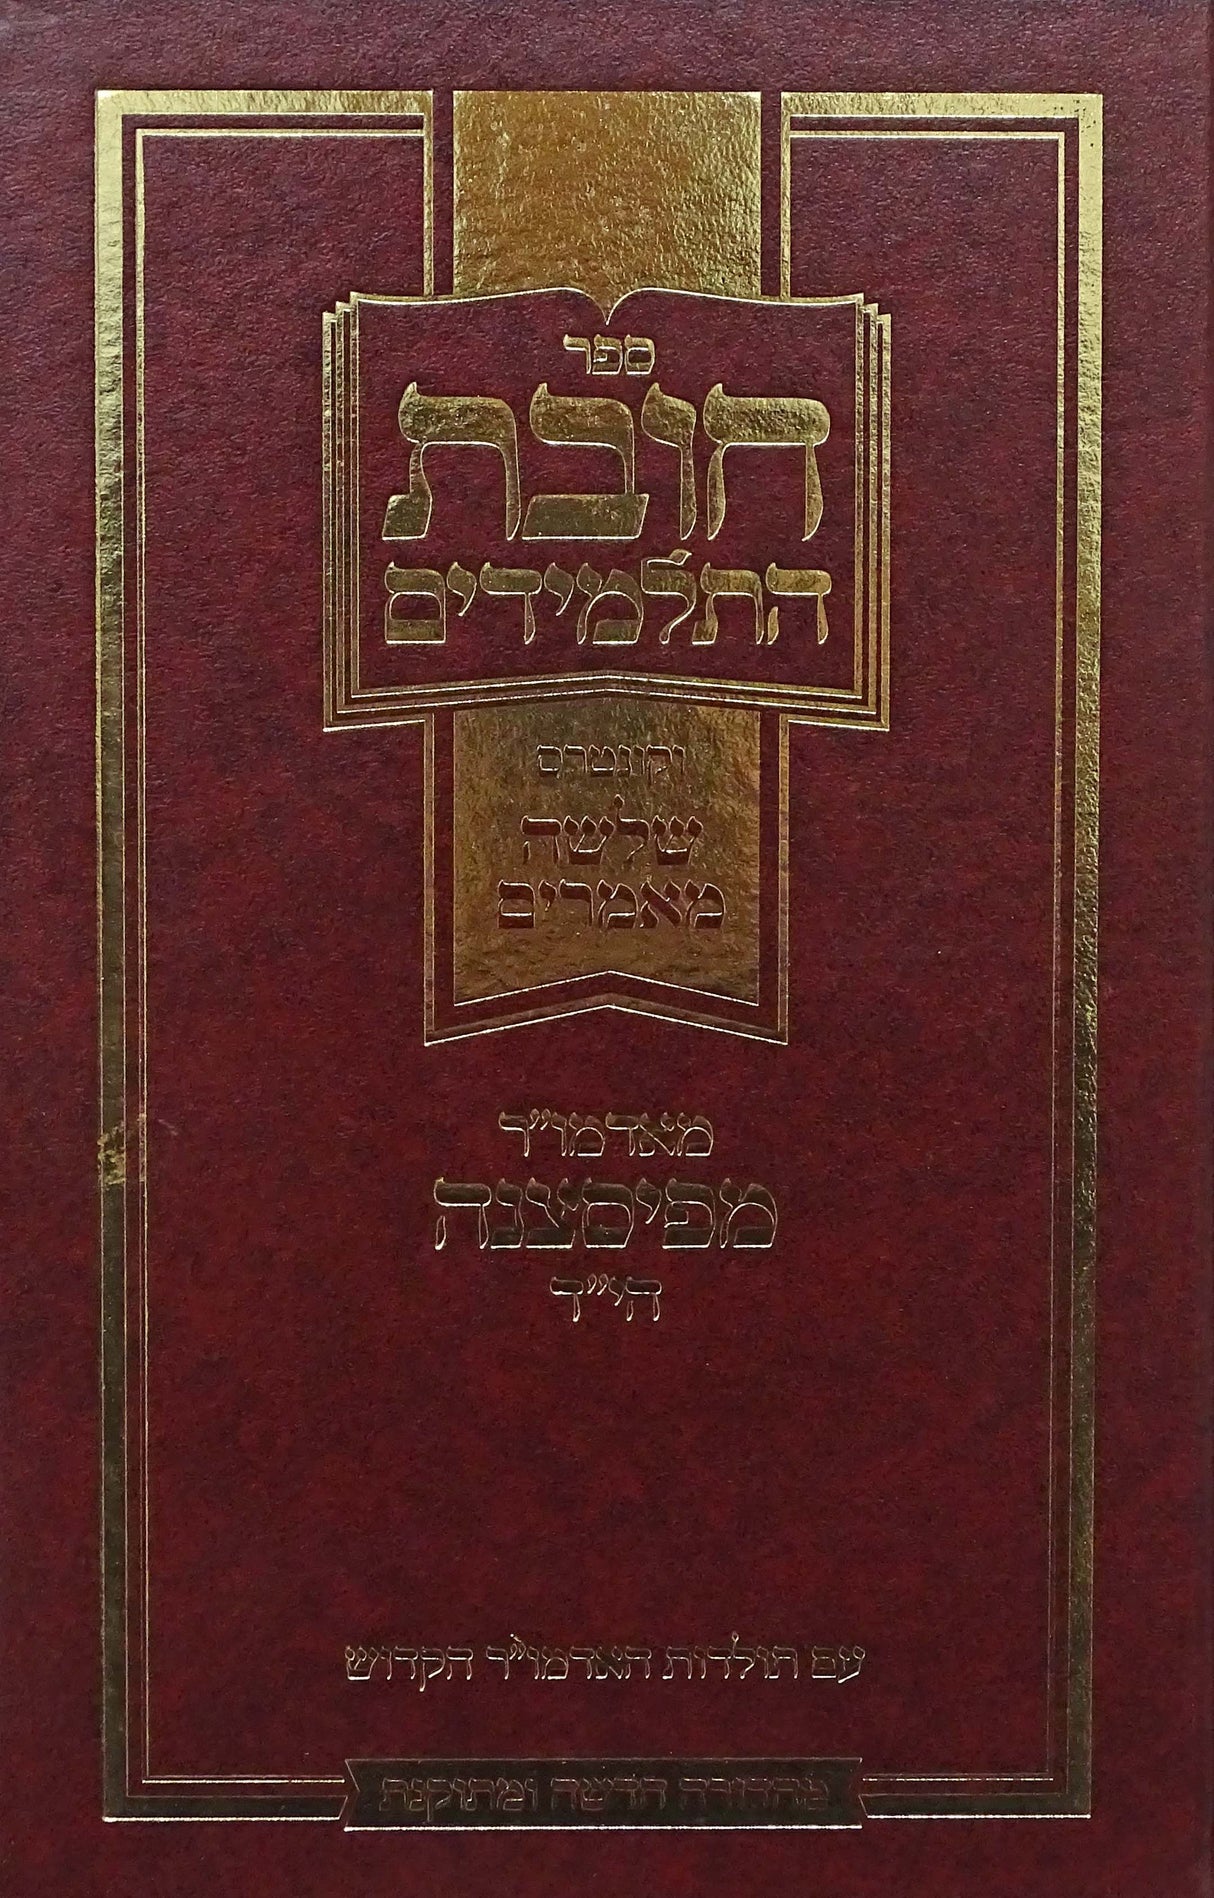 ספר
חובת
התלמידים
וקונטרס
שלשה
מאמרים
מאדמו״ר
מפיסצנה
הי״ד
עם תולדות האדמו״ר הקדוש
מהדורה חדשה ומתוקנת